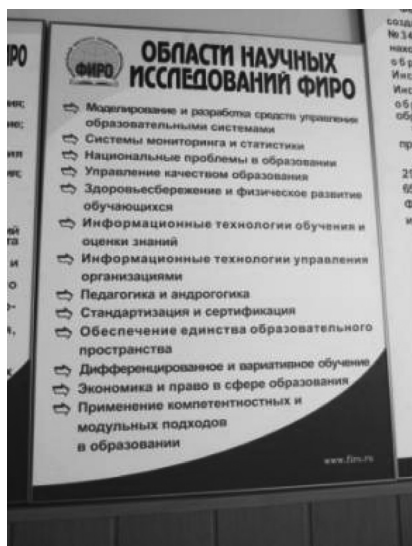 ФИРО
ОБЛАСТИ НАУЧНЫХ
ИССЛЕДОВАНИЙ ФИРО
Моделирование и разработка средств управления
образовательными системами
Системы мониторинга и статистики
Национальные проблемы в образовании
Управление качеством образования
Здоровьесбережение и физическое развитие
обучающихся
Информационные технологии обучения и
оценки знаний
Информационные технологии управления
организациями
Педагогика и андрогогика
Стандартизация и сертификация
Обеспечение единства образовательного
пространства
Дифференцированное и вариативное обучение
Экономика и право в сфере образования
Применение компетентностных и
модульных подходов
в образовании
www.firo.ru